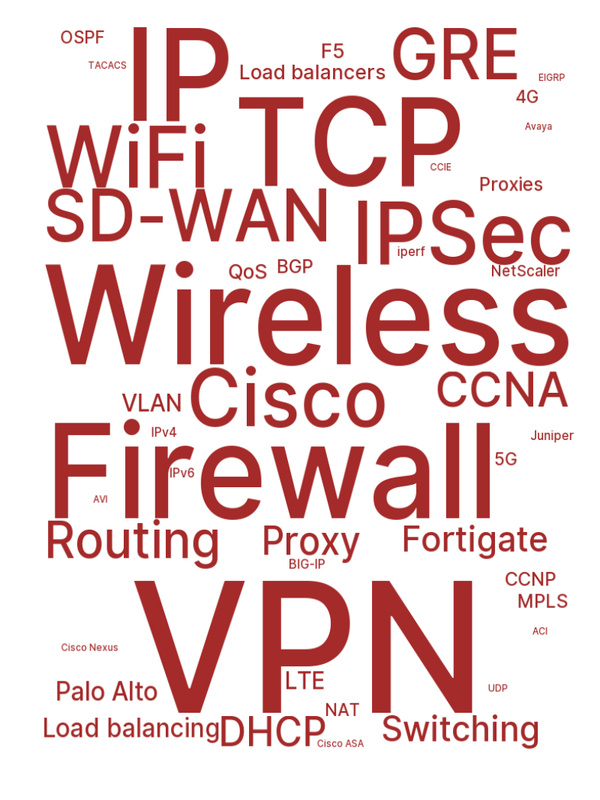 OSPF
IP
F5
GRE
TACACS
Load balancers
EIGRP
4G
TCP
Avaya
WiFi
CCIE
Proxies
SD-WAN
IPSec
iperf
QoS
BGP
NetScaler
Wireless
Cisco
CCNA
VLAN
IPv4
Juniper
Firewall
5G
IPv6
AVI
Routing
Proxy
Fortigate
BIG-IP
CCNP
MPLS
VPN
ACI
Cisco Nexus
LTE
Palo Alto
UDP
NAT
Load balancing
DHCP
Switching
Cisco ASA